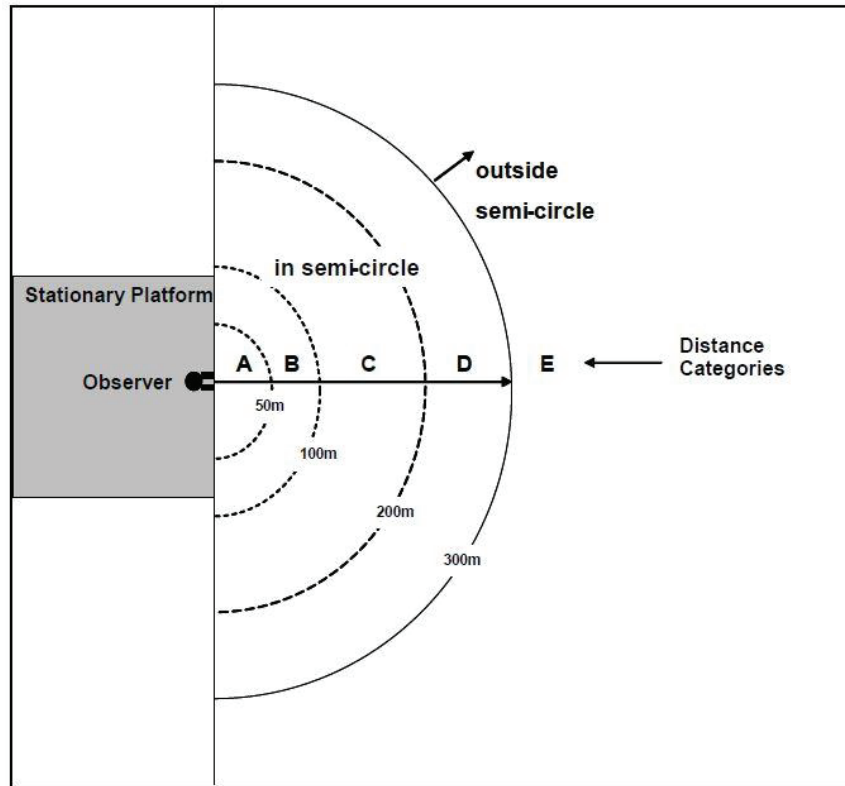 outside
semi-circle
in semi-circle
Stationary Platform
Observer
A B C D E
Distance
Categories
50m
100m
200m
300m